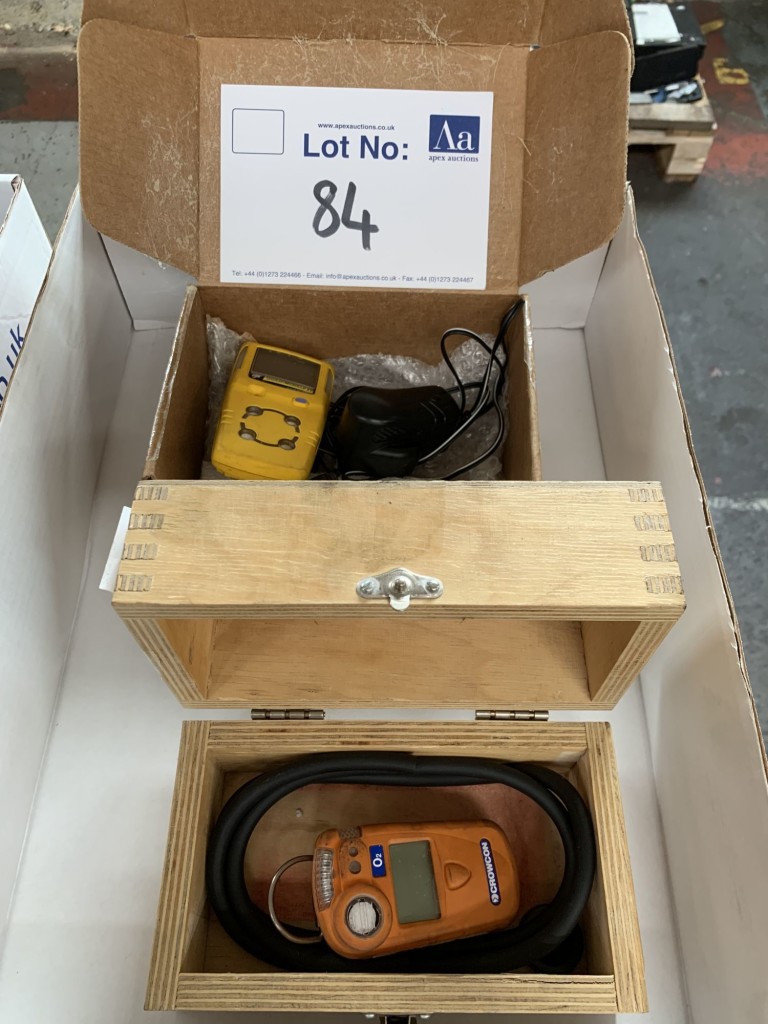 www.apexauctions.co.uk
Lot No:
Aa
apex auctions
84
Tel: +44 (0)1273 224466 - Email: info@apexauctions.co.uk - Fax: +44 (0)1273 224467
O2
CROWCON